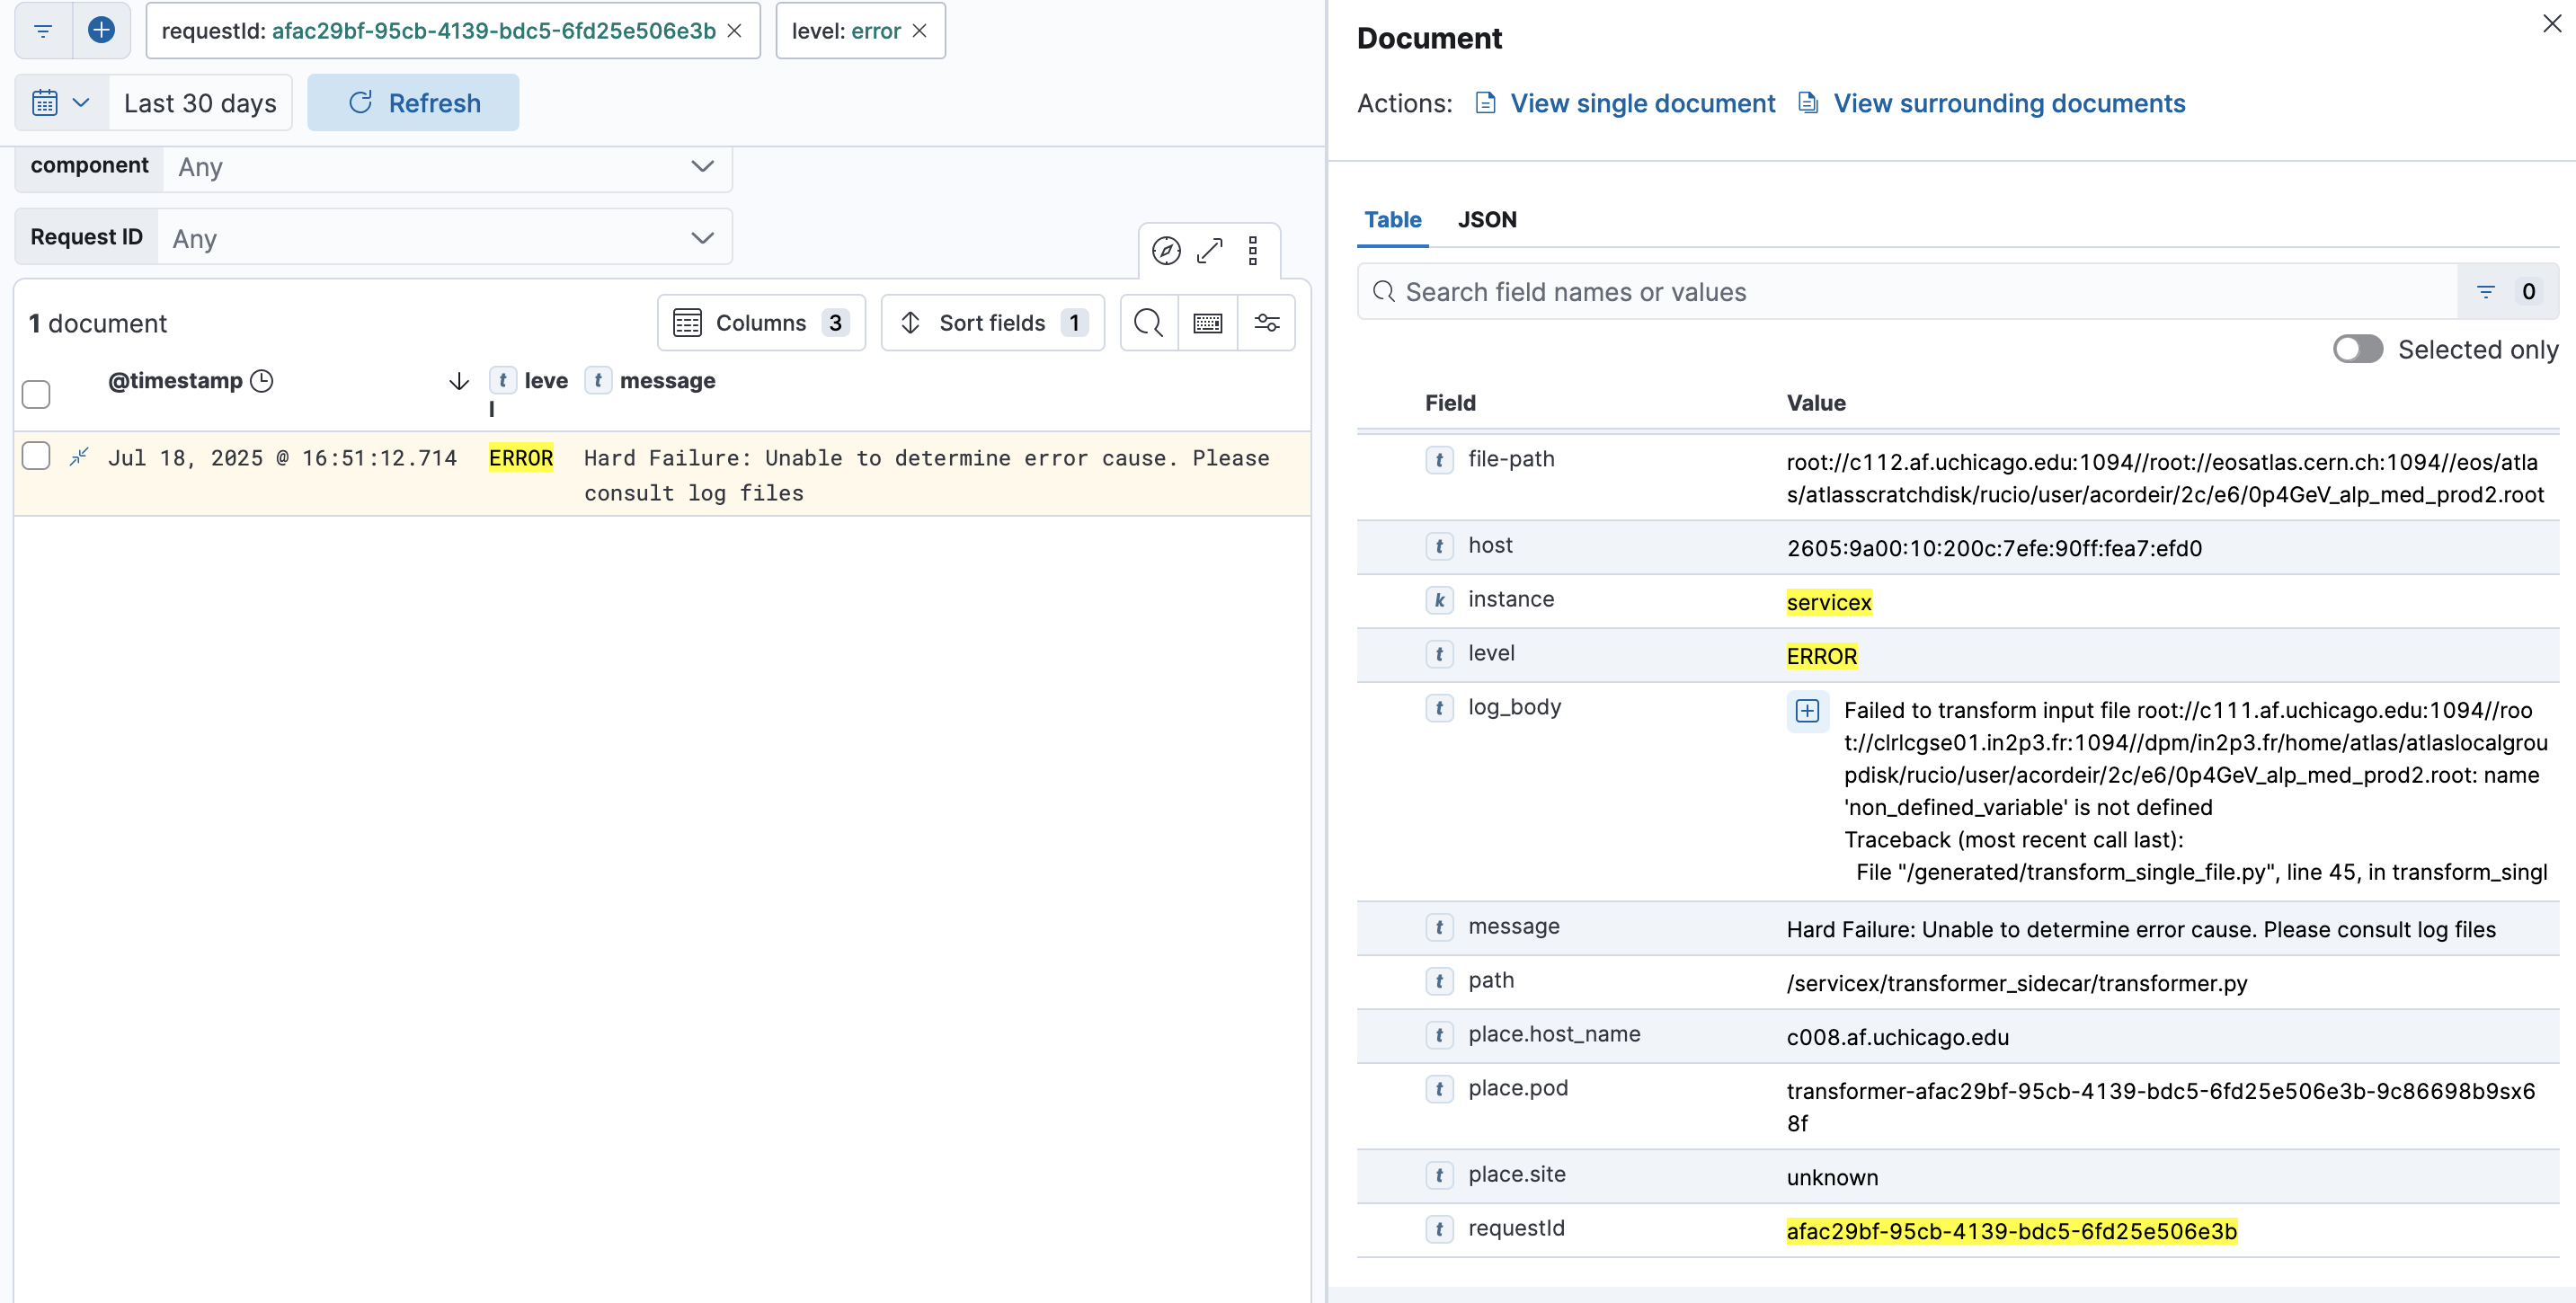 requestId: afac29bf-95cb-4139-bdc5-6fd25e506e3b
level: error
Last 30 days
Refresh
component Any
Request ID Any
1 document
Columns 3
Sort fields 1
@timestamp
t leve
l
t message
Jul 18, 2025 @ 16:51:12.714
ERROR
Hard Failure: Unable to determine error cause. Please
consult log files
Document
Actions: View single document View surrounding documents
Table JSON
Search field names or values
0
Selected only
Field Value
t file-path
root://c112.af.uchicago.edu:1094//root://eosatlas.cern.ch:1094//eos/atla
s/atlasscratchdisk/rucio/user/acordeir/2c/e6/0p4GeV_alp_med_prod2.root
t host 2605:9a00:10:200c:7efe:90ff:fea7:efd0
k instance servicex
t level ERROR
t log_body
Failed to transform input file root://c111.af.uchicago.edu:1094//roo
t://clrlcgse01.in2p3.fr:1094//dpm/in2p3.fr/home/atlas/atlaslocalgrou
pdisk/rucio/user/acordeir/2c/e6/0p4GeV_alp_med_prod2.root: name
'non_defined_variable' is not defined
Traceback (most recent call last):
File "/generated/transform_single_file.py", line 45, in transform_singl
t message Hard Failure: Unable to determine error cause. Please consult log files
t path /servicex/transformer_sidecar/transformer.py
t place.host_name c008.af.uchicago.edu
t place.pod
transformer-afac29bf-95cb-4139-bdc5-6fd25e506e3b-9c86698b9sx6
8f
t place.site unknown
t requestId afac29bf-95cb-4139-bdc5-6fd25e506e3b